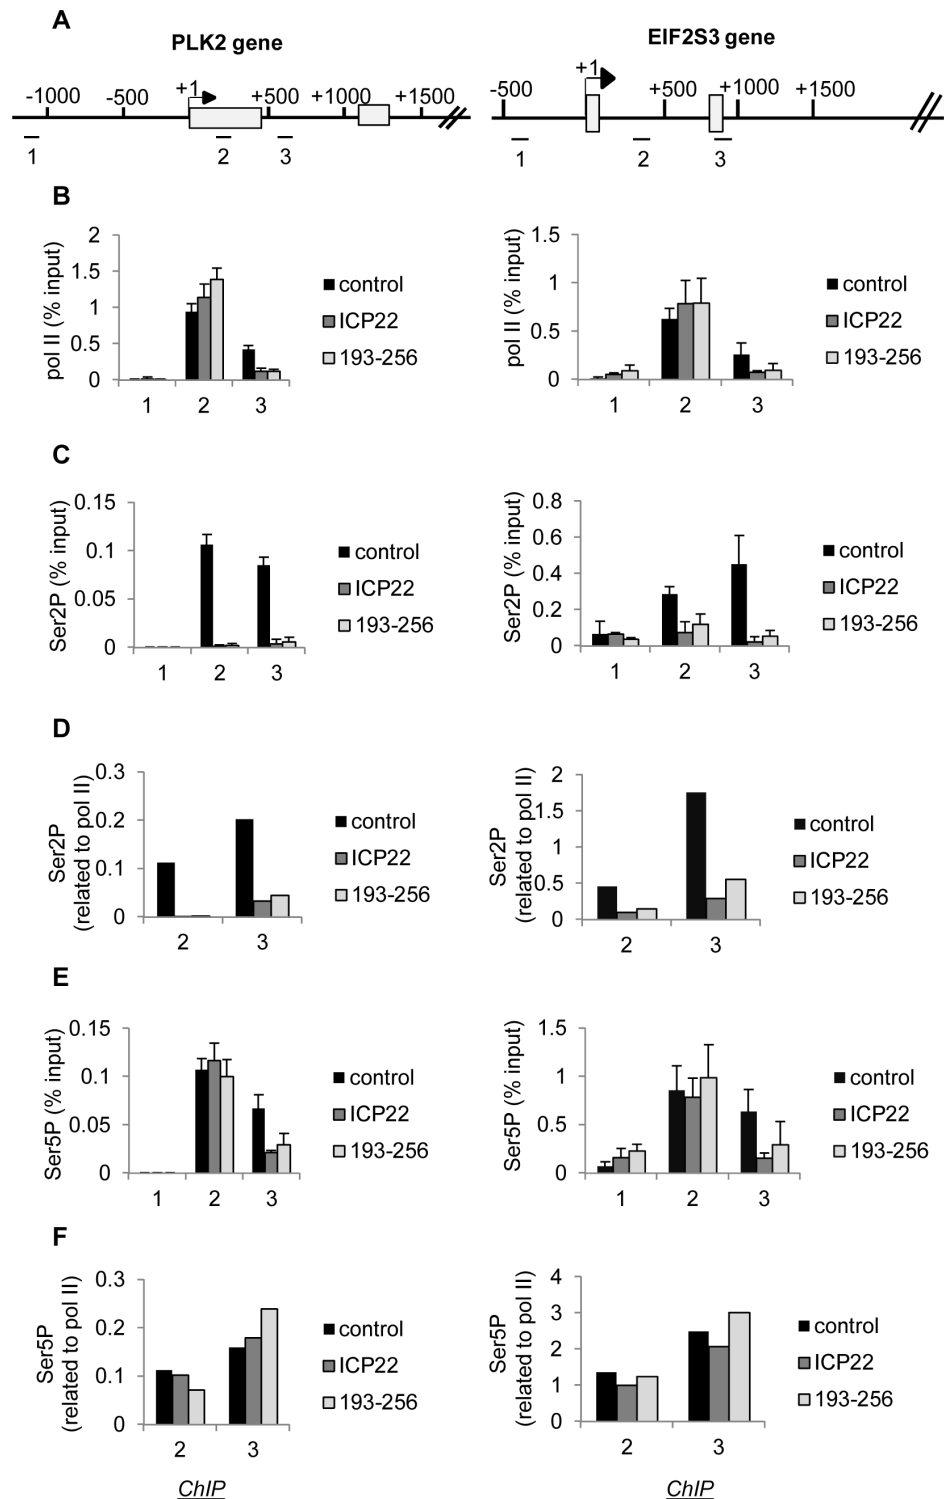 A
PLK2 gene
EIF2S3 gene
-1000
-500
+1
+500
+1000
+1500
1
2
3
-500
+1
+500
+1000
+1500
1
2
3
B
pol II (% input)
2
1.5
1
0.5
0
1
2
3
control
ICP22
193-256
pol II (% input)
1.5
1
0.5
0
1
2
3
control
ICP22
193-256
C
Ser2P (% input)
0.15
0.1
0.05
0
1
2
3
control
ICP22
193-256
Ser2P (% input)
0.8
0.6
0.4
0.2
0
1
2
3
control
ICP22
193-256
D
Ser2P
(related to pol II)
0.3
0.2
0.1
0
2
3
control
ICP22
193-256
Ser2P
(related to pol II)
2
1.5
1
0.5
0
2
3
control
ICP22
193-256
E
Ser5P (% input)
0.15
0.1
0.05
0
1
2
3
control
ICP22
193-256
Ser5P (% input)
1.5
1
0.5
0
1
2
3
control
ICP22
193-256
F
Ser5P
(related to pol II)
0.3
0.2
0.1
0
2
3
control
ICP22
193-256
ChIP
Ser5P
(related to pol II)
4
3
2
1
0
2
3
control
ICP22
193-256
ChIP